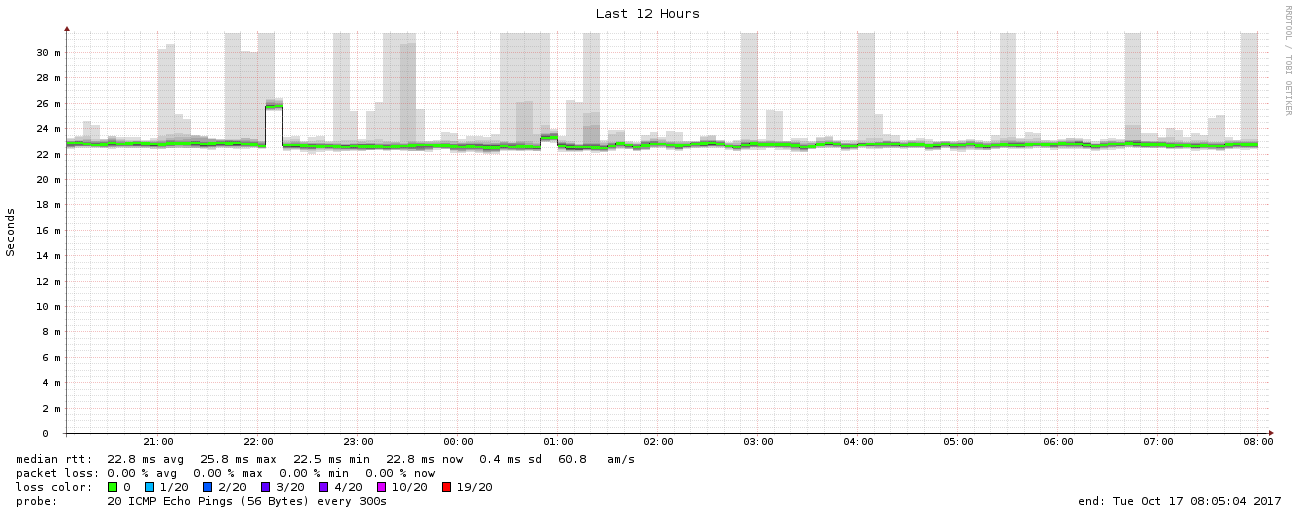 Last 12 Hours
RRDTOOL / TOBI OETIKER
Seconds
30 m
28 m
26 m
24 m
22 m
20 m
18 m
16 m
14 m
12 m
10 m
8 m
6 m
4 m
2 m
0
21:00 22:00 23:00 00:00 01:00 02:00 03:00 04:00 05:00 06:00 07:00 08:00
median rtt: 22.8 ms avg 25.8 ms max 22.5 ms min 22.8 ms now 0.4 ms sd 60.8 am/s
packet loss: 0.00 % avg 0.00 % max 0.00 % min 0.00 % now
loss color: 0 1/20 2/20 3/20 4/20 10/20 19/20
probe: 20 ICMP Echo Pings (56 Bytes) every 300s
end: Tue Oct 17 08:05:04 2017